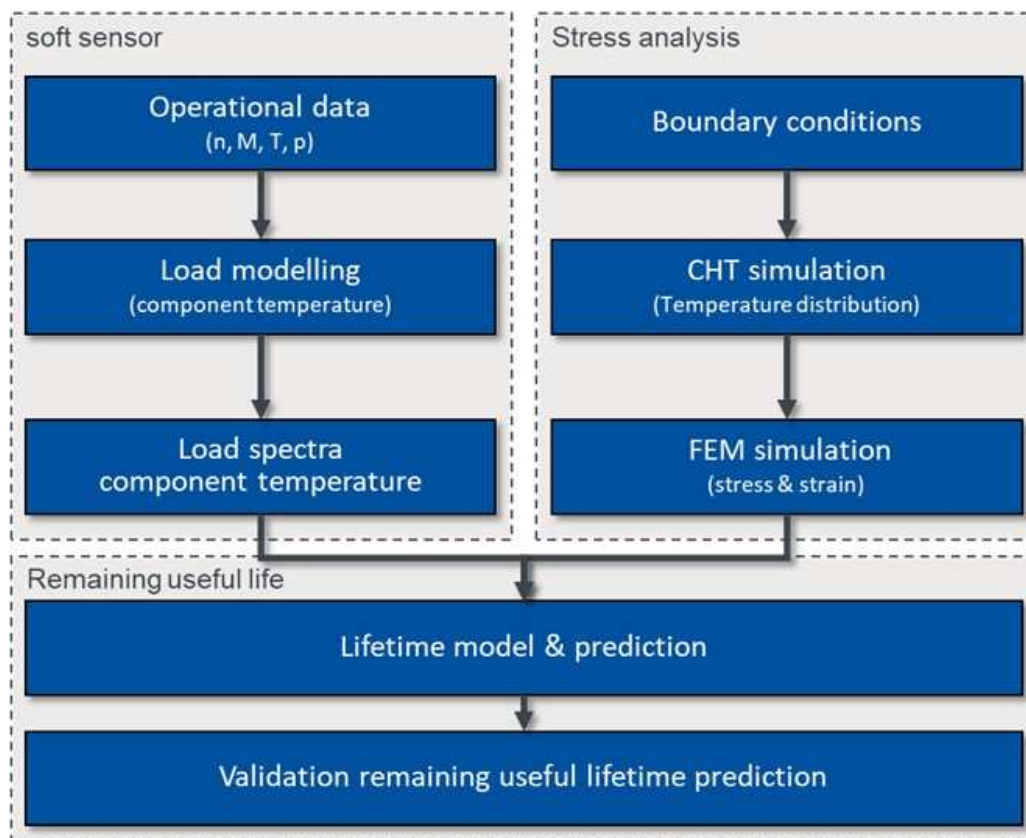 soft sensor
Operational data
(n, M, T, p)
Load modelling
(component temperature)
Load spectra
component temperature
Stress analysis
Boundary conditions
CHT simulation
(Temperature distribution)
FEM simulation
(stress & strain)
Remaining useful life
Lifetime model & prediction
Validation remaining useful lifetime prediction